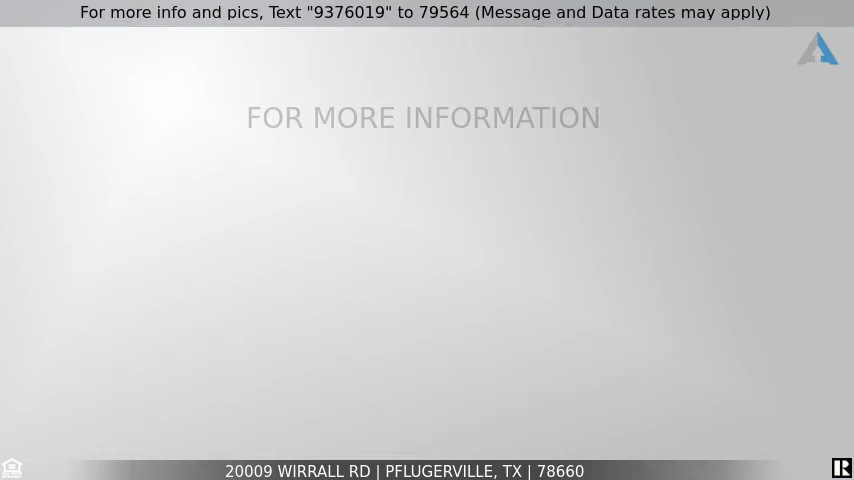 For more info and pics, Text "9376019" to 79564 (Message and Data rates may apply)
FOR MORE INFORMATION
20009 WIRRALL RD | PFLUGERVILLE, TX | 78660